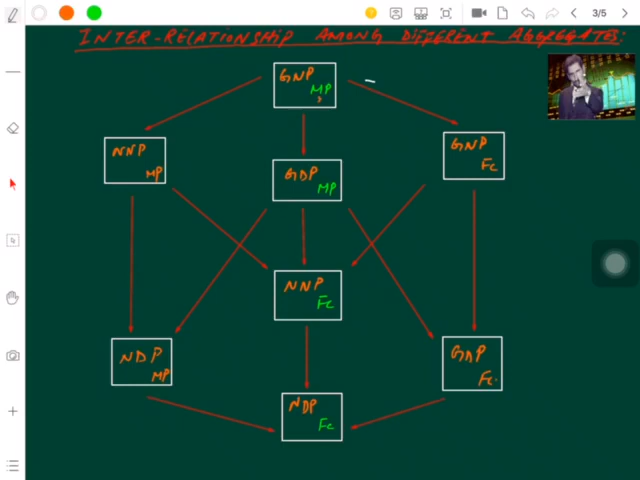 3/5
INTER-RELATIONSHIP AMONG DIFFERENT AGGREGATES:
GNP
MP
NNP
MP
GDP
MP
GNP
FC
NNP
FC
NDP
MP
GDP
FC.
NDP
FC